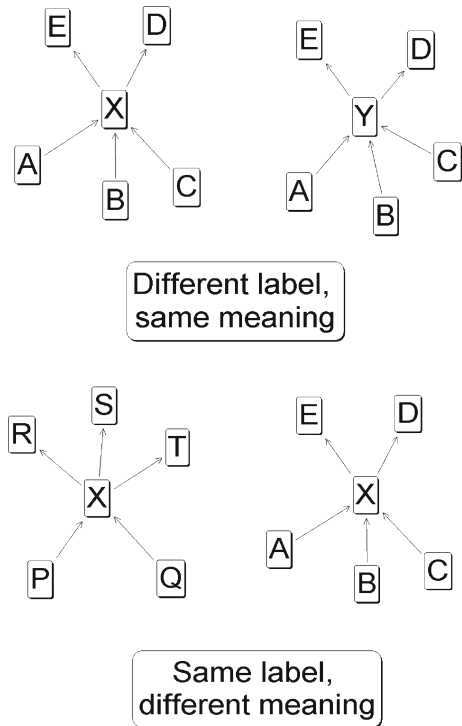 E D
E D
X
Y
A
B
C
A
B
C
Different label,
same meaning
S
R
T
X
P
Q
E D
X
A
B
C
Same label,
different meaning